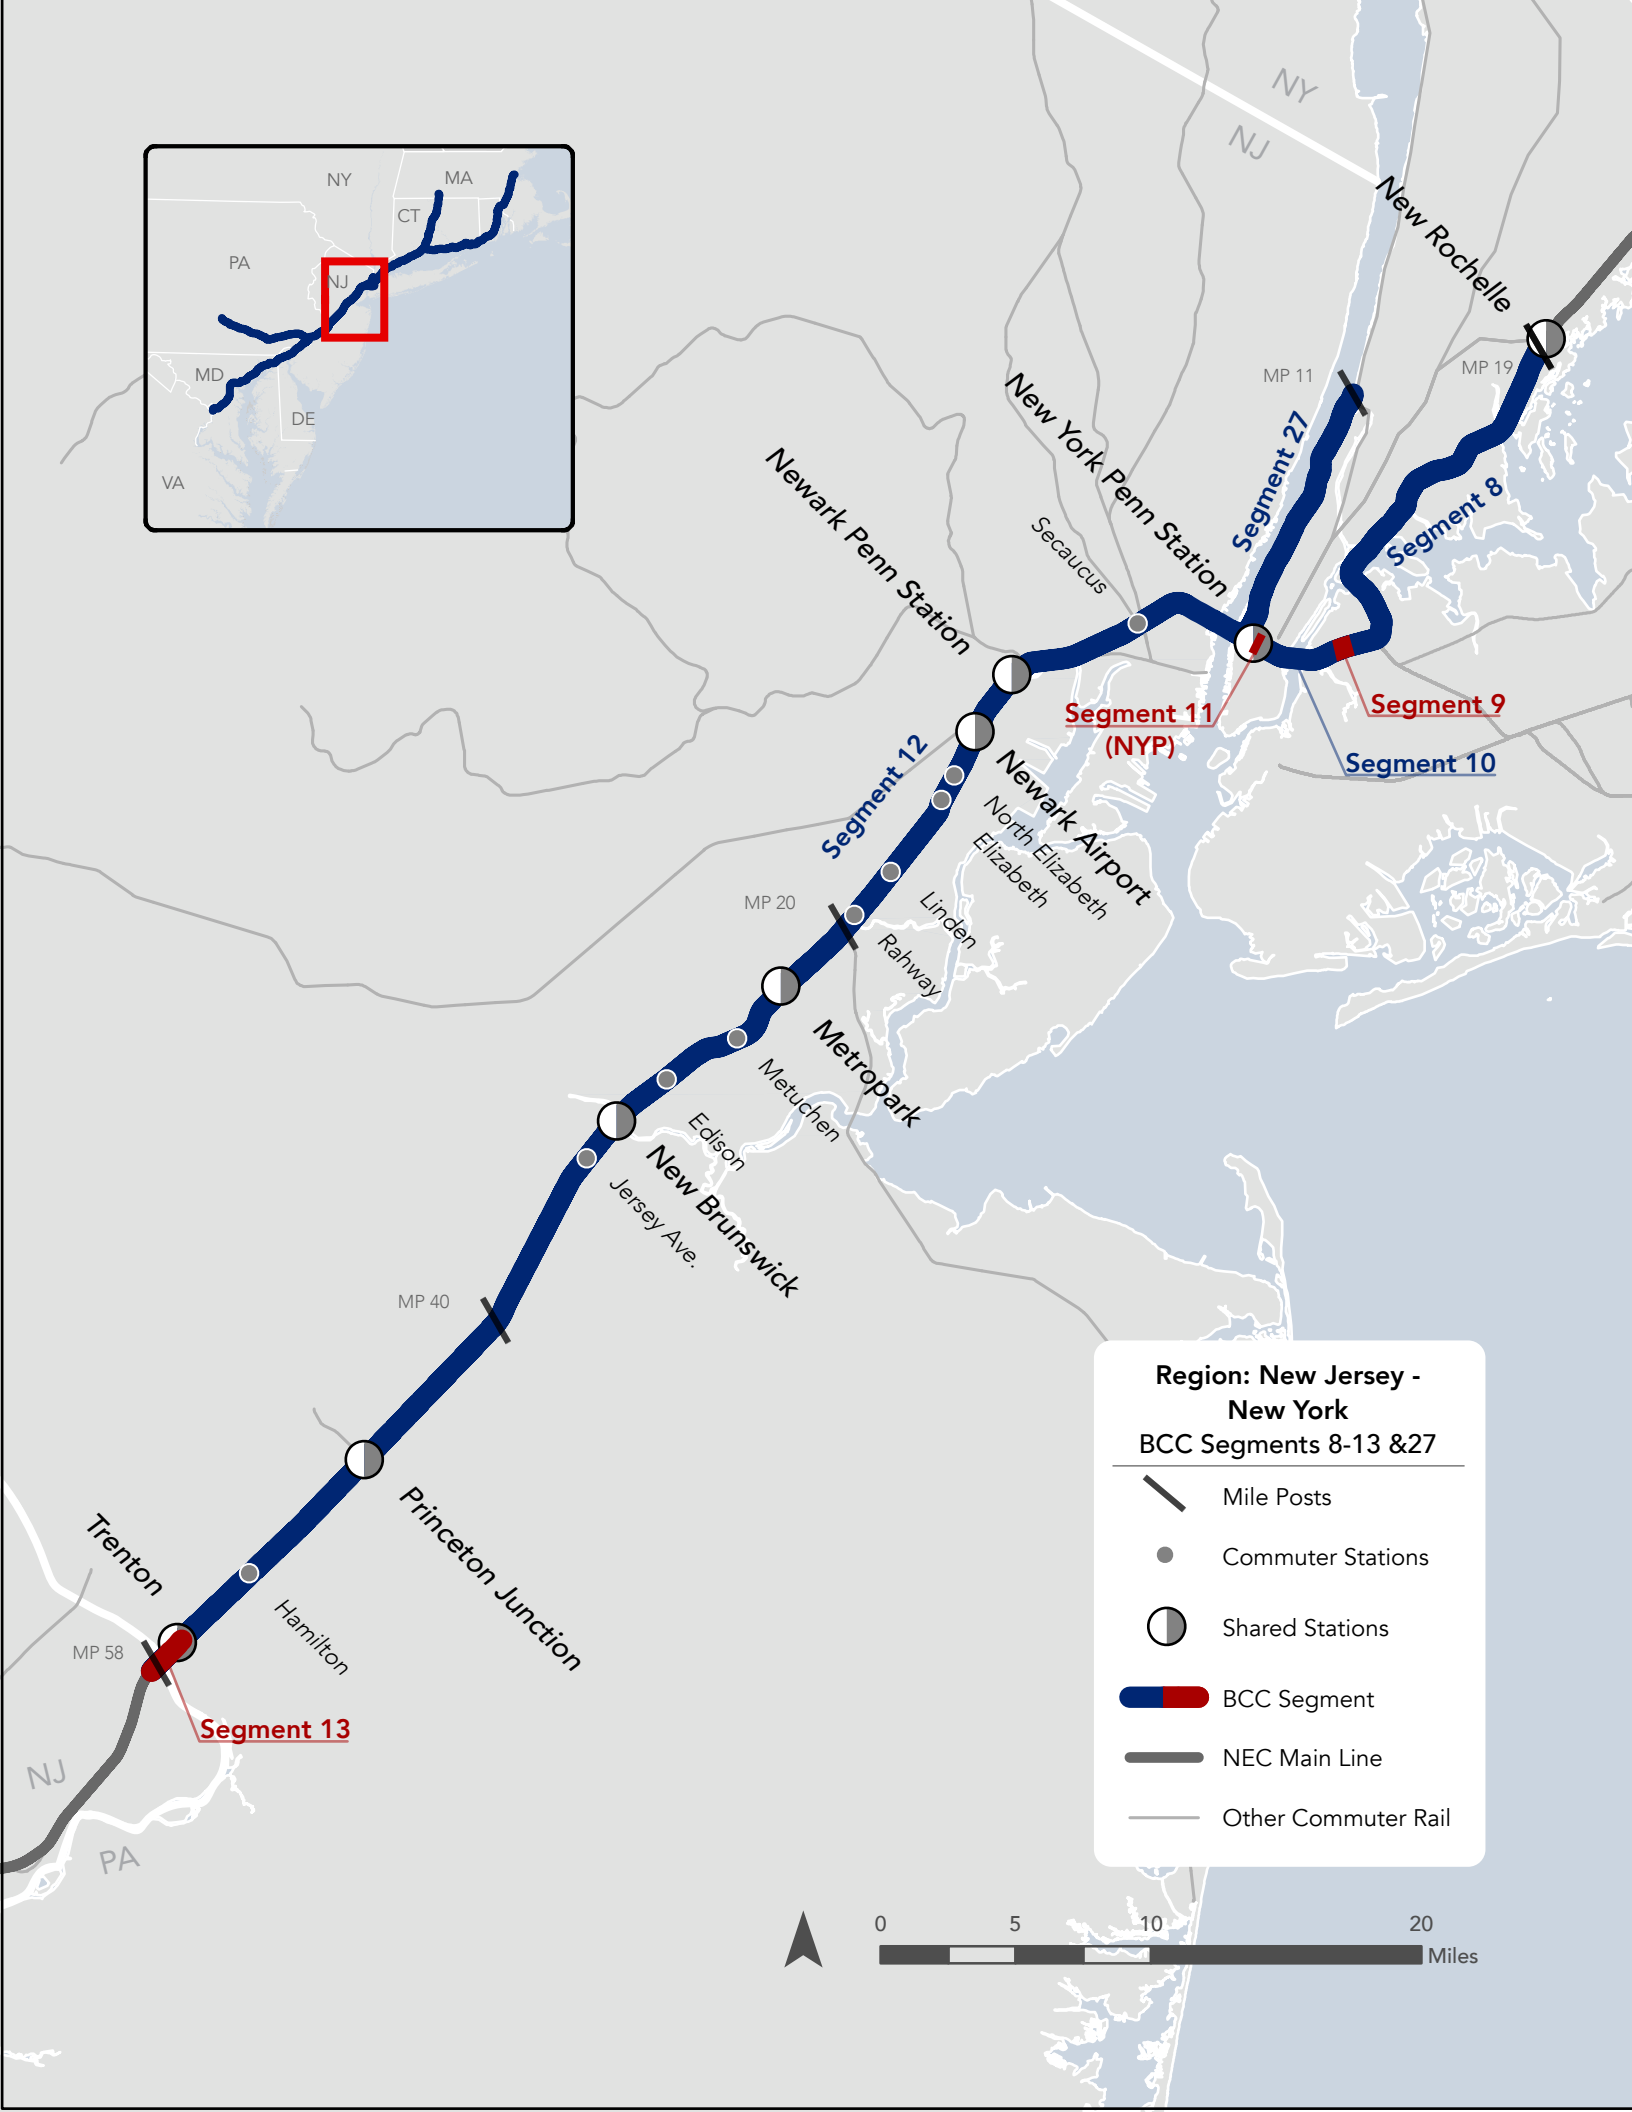 NY
NJ
NY
MA
CT
PA
NJ
MD
DE
VA
New Rochelle
MP 19
MP 11
Segment 27
Segment 8
New York Penn Station
Secaucus
Newark Penn Station
Segment 11
(NYP)
Segment 9
Segment 10
Segment 12
Newark Airport
North Elizabeth
Elizabeth
Linden
MP 20
Rahway
Metropark
Metuchen
Edison
New Brunswick
Jersey Ave.
MP 40
Princeton Junction
Trenton
Hamilton
MP 58
Segment 13
NJ
PA
Region: New Jersey -
New York
BCC Segments 8-13 &27
Mile Posts
Commuter Stations
Shared Stations
BCC Segment
NEC Main Line
Other Commuter Rail
0 5 10 20
Miles